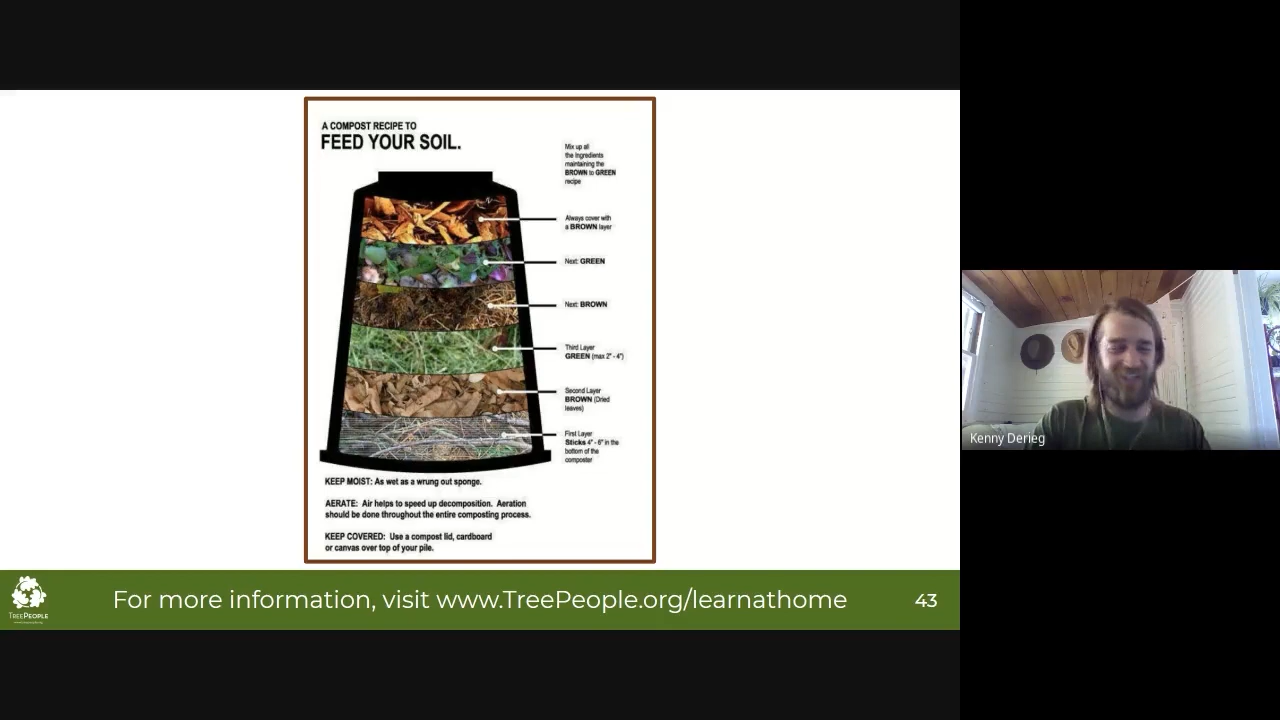 A COMPOST RECIPE TO
FEED YOUR SOIL.
Mix up all
the ingredients
maintaining the
BROWN to GREEN
recipe
Always cover with
a BROWN layer
Next: GREEN
Next: BROWN
Third Layer
GREEN (max 2" - 4")
Second Layer
BROWN (Dried
leaves)
First Layer
Sticks 4" - 6" in the
bottom of the
composter
KEEP MOIST: As wet as a wrung out sponge.
AERATE: Air helps to speed up decomposition. Aeration
should be done throughout the entire composting process.
KEEP COVERED: Use a compost lid, cardboard
or canvas over top of your pile.
TREEPEOPLE
For more information, visit www.TreePeople.org/learnathome
43
Kenny Derieg